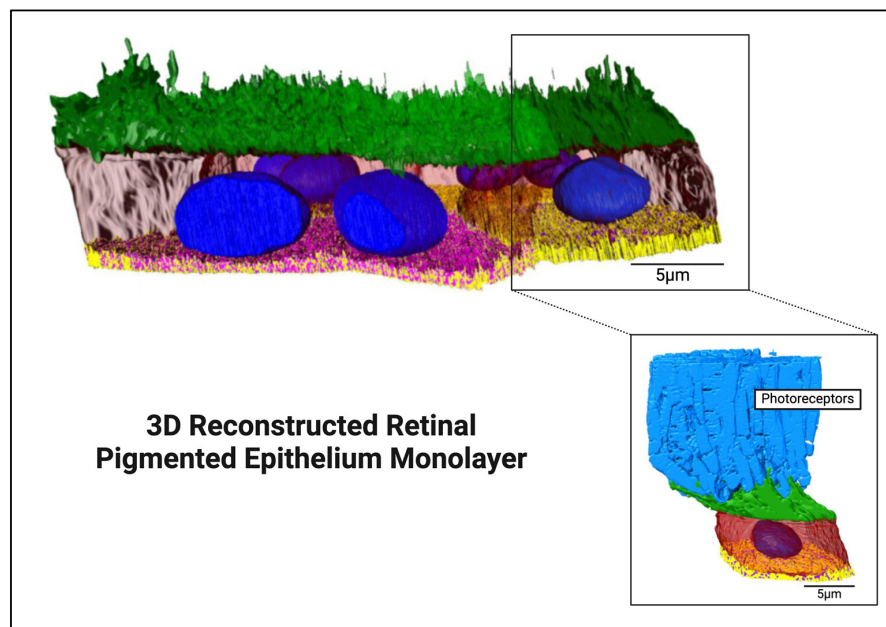 5μm
3D Reconstructed Retinal
Pigmented Epithelium Monolayer
Photoreceptors
5μm